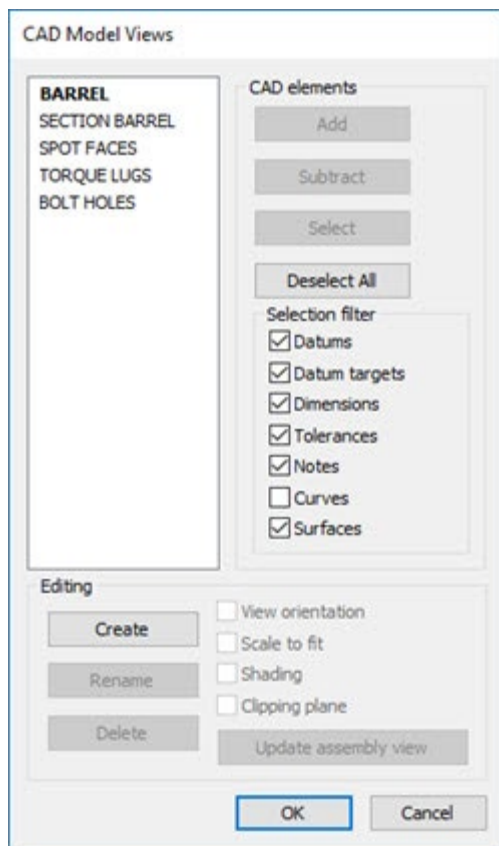 CAD Model Views
BARREL
SECTION BARREL
SPOT FACES
TORQUE LUGS
BOLT HOLES
CAD elements
Add
Subtract
Select
Deselect All
Selection filter
Datums
Datum targets
Dimensions
Tolerances
Notes
Curves
Surfaces
Editing
Create
Rename
Delete
View orientation
Scale to fit
Shading
Clipping plane
Update assembly view
OK
Cancel